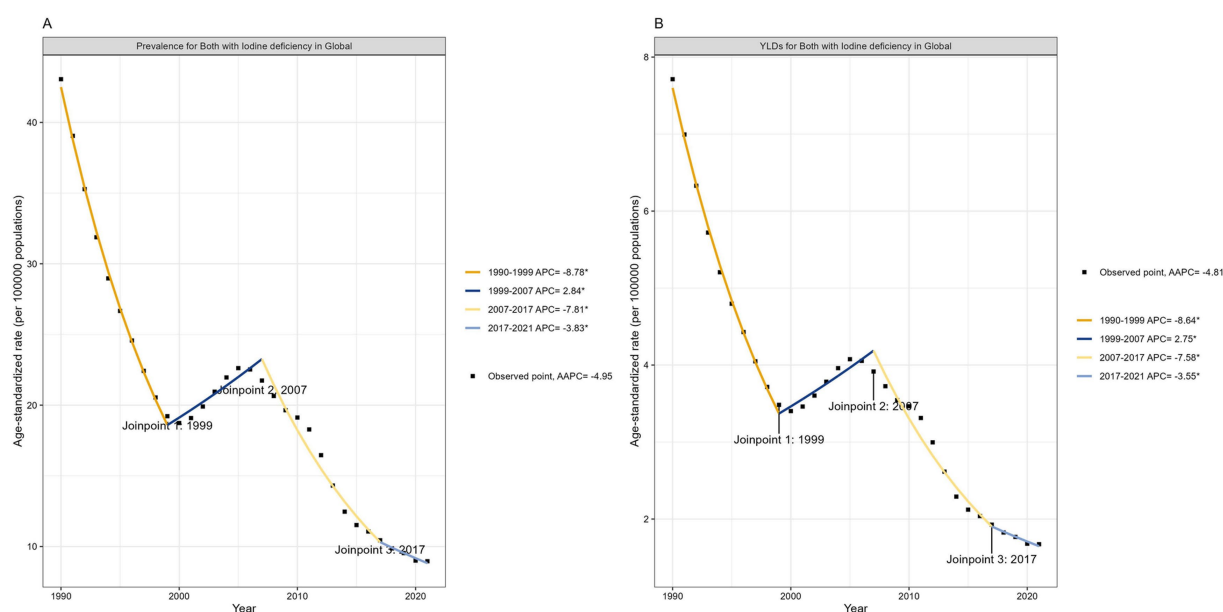 A
Prevalence for Both with Iodine deficiency in Global
Age-standardized rate (per 100000 populations)
40
30
20
10
1990
2000
2010
2020
Year
Joinpoint 1: 1999
Joinpoint 2: 2007
Joinpoint 3: 2017
1990-1999 APC= -8.78*
1999-2007 APC= 2.84*
2007-2017 APC= -7.81*
2017-2021 APC= -3.83*
Observed point, AAPC= -4.95
B
YLDs for Both with Iodine deficiency in Global
Age-standardized rate (per 100000 populations)
8
6
4
2
1990
2000
2010
2020
Year
Joinpoint 1: 1999
Joinpoint 2: 2007
Joinpoint 3: 2017
Observed point, AAPC= -4.81
1990-1999 APC= -8.64*
1999-2007 APC= 2.75*
2007-2017 APC= -7.58*
2017-2021 APC= -3.55*